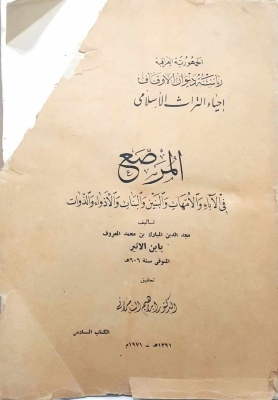 الجمهورية العراقية
رئاسة ديوان الأوقاف
إحياء التراث الإسلامي
المرصع
في الآباء والأمهات والبنين والبنات والأذواء والذوات
تأليف
مجد الدين المبارك بن محمد المعروف
بابن الاثير
المتوفى سنة ٦٠٦هـ
تحقيق
الدكتور إبراهيم السامرائي
الكتاب السادس
١٣٩١هـ - ١٩٧١م